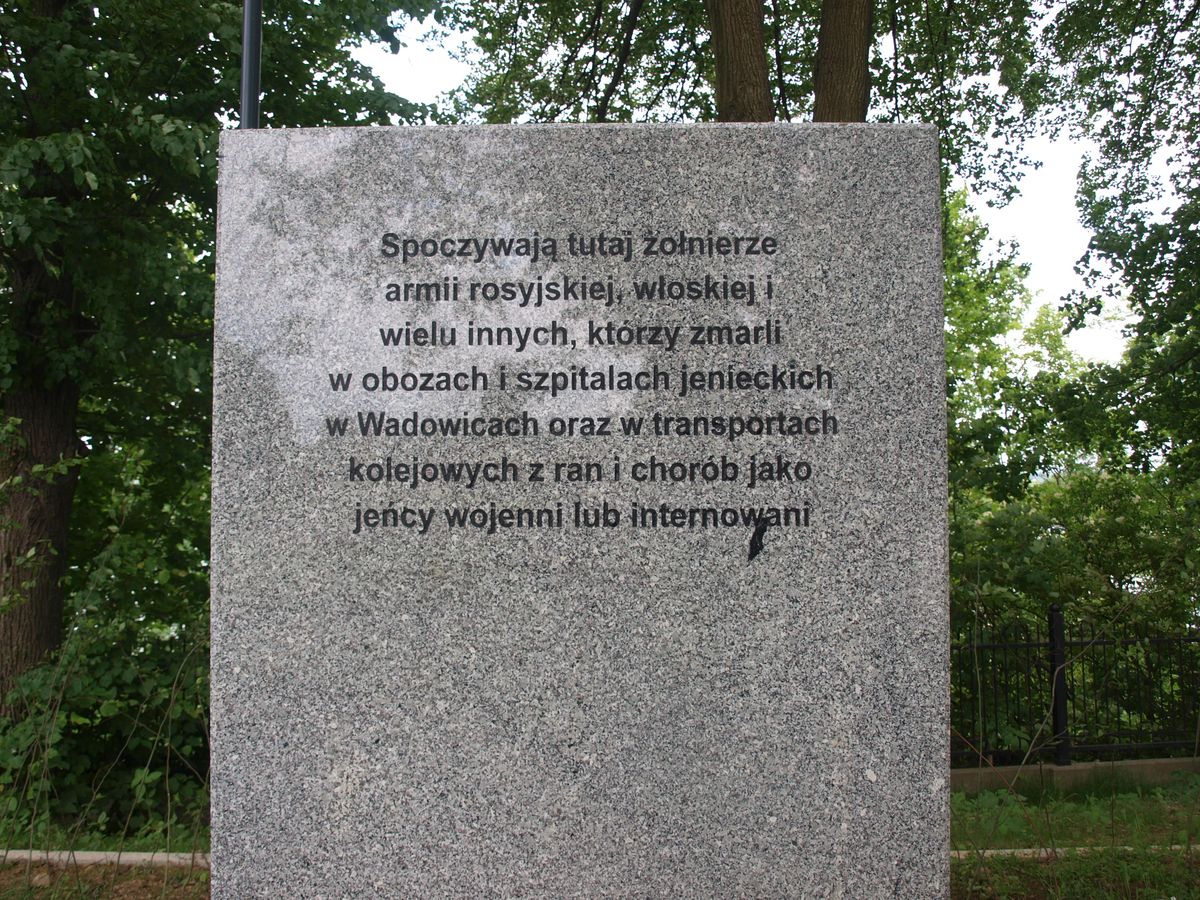 Spoczywają tutaj żołnierze
armii rosyjskiej, włoskiej i
wielu innych, którzy zmarli
w obozach i szpitalach jenieckich
w Wadowicach oraz w transportach
kolejowych z ran i chorób jako
jeńcy wojenni lub internowani